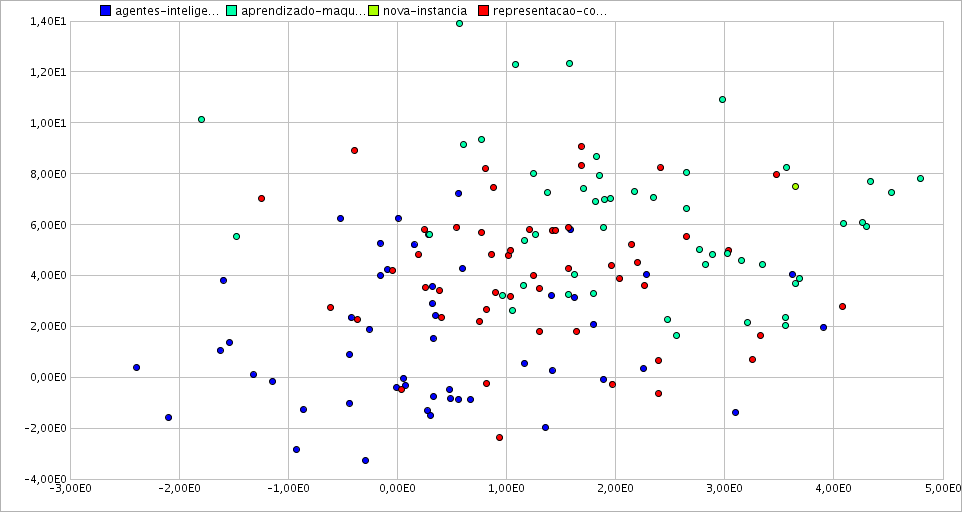 agentes-intelige... aprendizado-maqu... nova-instancia representacao-co...
1,40E1
1,20E1
1,00E1
8,00E0
6,00E0
4,00E0
2,00E0
0,00E0
-2,00E0
-4,00E0
-3,00E0 -2,00E0 -1,00E0 0,00E0 1,00E0 2,00E0 3,00E0 4,00E0 5,00E0